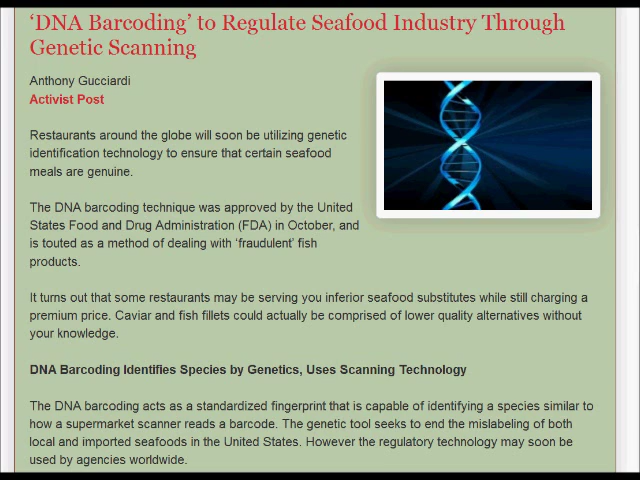 ‘DNA Barcoding’ to Regulate Seafood Industry Through
Genetic Scanning
Anthony Gucciardi
Activist Post
Restaurants around the globe will soon be utilizing genetic
identification technology to ensure that certain seafood
meals are genuine.
The DNA barcoding technique was approved by the United
States Food and Drug Administration (FDA) in October, and
is touted as a method of dealing with ‘fraudulent’ fish
products.
It turns out that some restaurants may be serving you inferior seafood substitutes while still charging a
premium price. Caviar and fish fillets could actually be comprised of lower quality alternatives without
your knowledge.
DNA Barcoding Identifies Species by Genetics, Uses Scanning Technology
The DNA barcoding acts as a standardized fingerprint that is capable of identifying a species similar to
how a supermarket scanner reads a barcode. The genetic tool seeks to end the mislabeling of both
local and imported seafoods in the United States. However the regulatory technology may soon be
used by agencies worldwide.